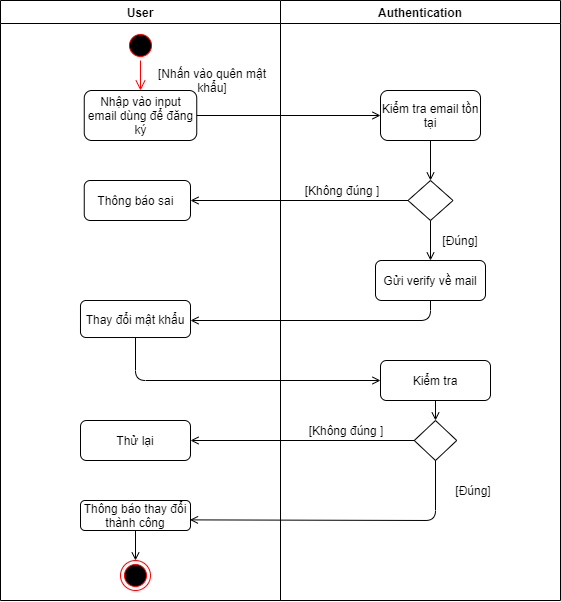 User
Authentication
[Nhấn vào quên mật
khẩu]
Nhập vào input
email dùng để đăng
ký
Kiểm tra email tồn
tại
[Không đúng ]
Thông báo sai
[Đúng]
Gửi verify về mail
Thay đổi mật khẩu
Kiểm tra
[Không đúng ]
Thử lại
[Đúng]
Thông báo thay đổi
thành công